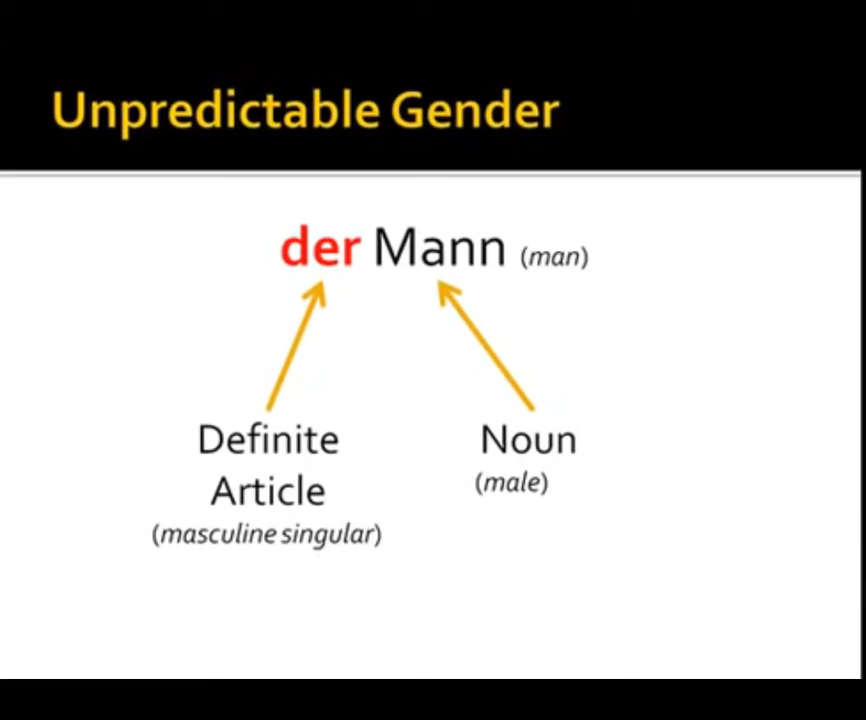 Unpredictable Gender
der Mann (man)
Definite
Article
(masculine singular)
Noun
(male)